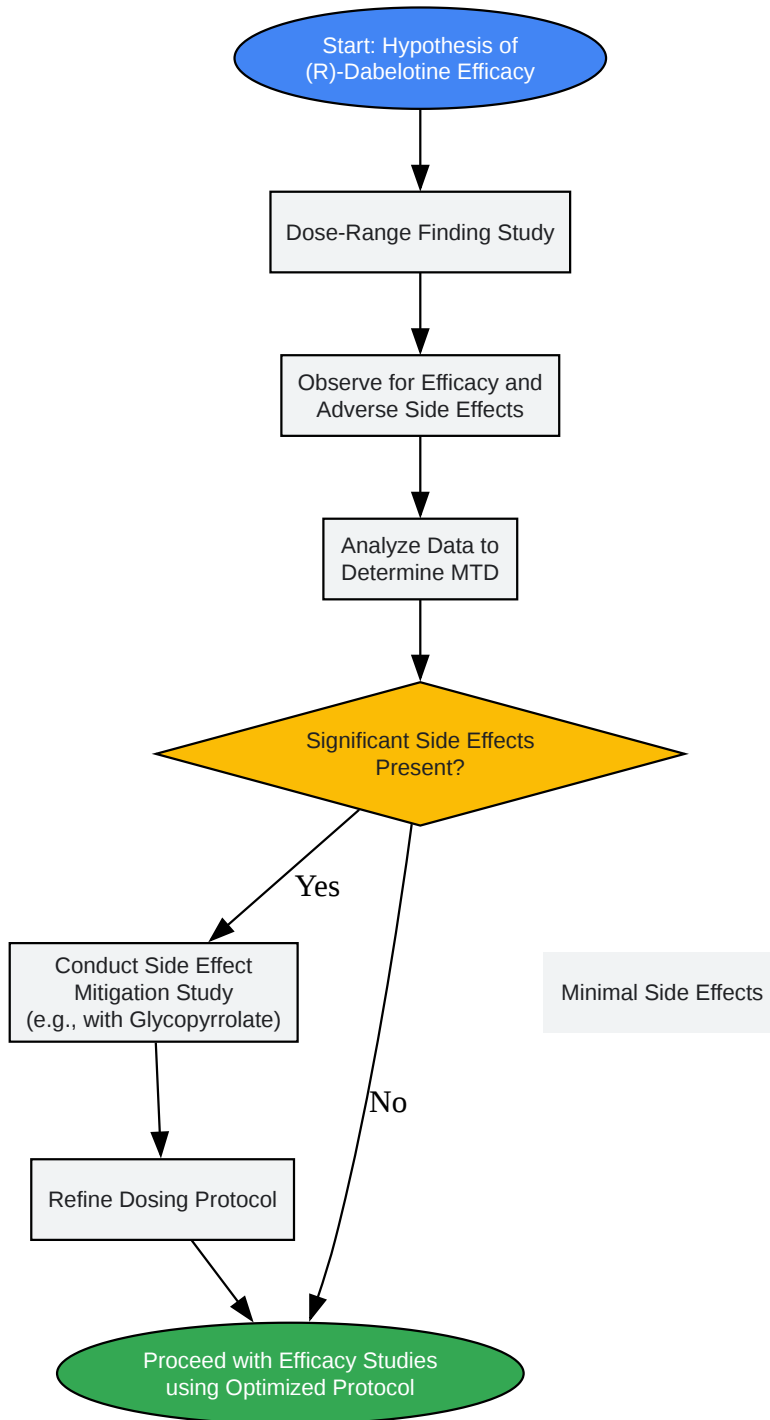 Start: Hypothesis of
(R)-Dabelotine Efficacy
Dose-Range Finding Study
Observe for Efficacy and
Adverse Side Effects
Analyze Data to
Determine MTD
Significant Side Effects
Present?
Yes
Conduct Side Effect
Mitigation Study
(e.g., with Glycopyrrolate)
Minimal Side Effects
No
Refine Dosing Protocol
Proceed with Efficacy Studies
using Optimized Protocol